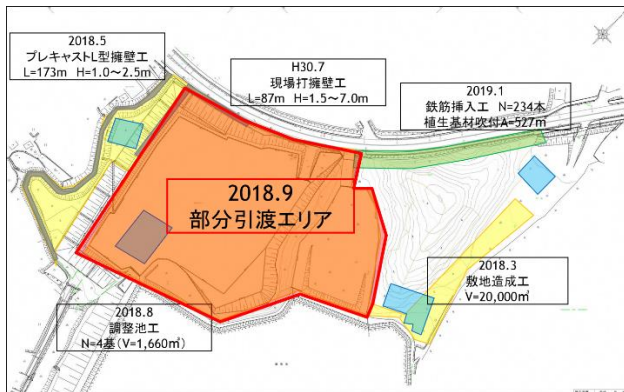 2018.5
プレキャストL型擁壁工
L=173m H=1.0～2.5m
H30.7
現場打擁壁工
L=87m H=1.5～7.0m
2019.1
鉄筋挿入工 N=234本
植生基材吹付A=527㎡
2018.9
部分引渡エリア
2018.3
敷地造成工
V=20,000㎥
2018.8
調整池工
N=4基(V=1,660㎥)